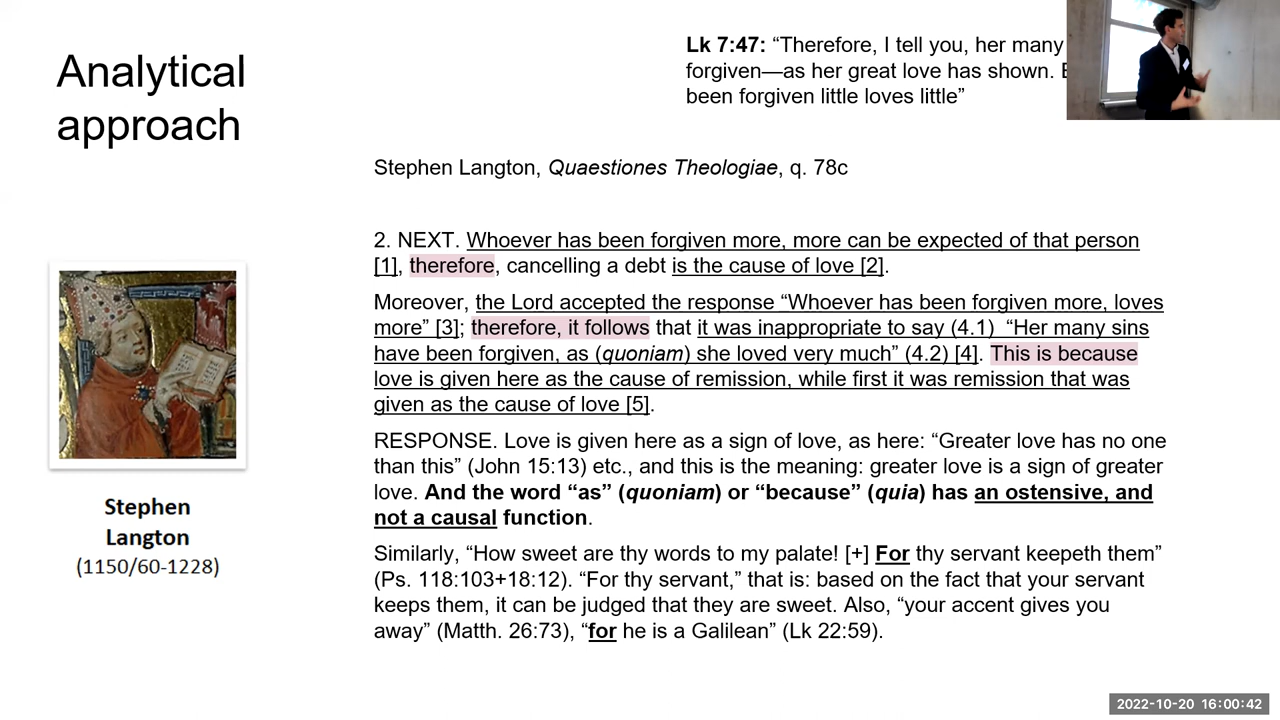 Analytical
approach
Lk 7:47: “Therefore, I tell you, her many
forgiven—as her great love has shown.
been forgiven little loves little”
Stephen Langton, Quaestiones Theologiae, q. 78c
2. NEXT. Whoever has been forgiven more, more can be expected of that person
[1], therefore, cancelling a debt is the cause of love [2].
Moreover, the Lord accepted the response “Whoever has been forgiven more, loves
more” [3]; therefore, it follows that it was inappropriate to say (4.1) “Her many sins
have been forgiven, as (quoniam) she loved very much” (4.2) [4]. This is because
love is given here as the cause of remission, while first it was remission that was
given as the cause of love [5].
RESPONSE. Love is given here as a sign of love, as here: “Greater love has no one
than this” (John 15:13) etc., and this is the meaning: greater love is a sign of greater
love. And the word “as” (quoniam) or “because” (quia) has an ostensive, and
not a causal function.
Similarly, “How sweet are thy words to my palate! [+] For thy servant keepeth them”
(Ps. 118:103+18:12). “For thy servant,” that is: based on the fact that your servant
keeps them, it can be judged that they are sweet. Also, “your accent gives you
away” (Matth. 26:73), “for he is a Galilean” (Lk 22:59).
Stephen
Langton
(1150/60-1228)
2022-10-20 16:00:42